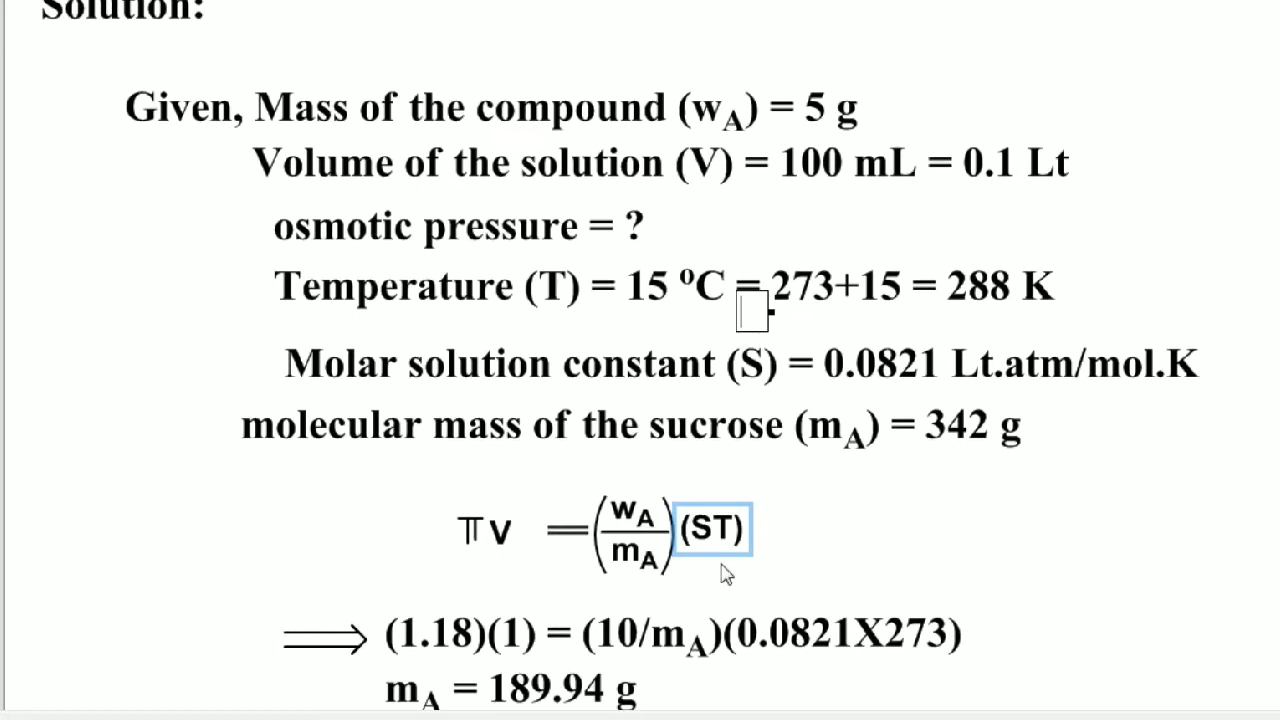 Solution:
Given, Mass of the compound (wA) = 5 g
Volume of the solution (V) = 100 mL = 0.1 Lt
osmotic pressure = ?
Temperature (T) = 15 ⁰C = 273+15 = 288 K
Molar solution constant (S) = 0.0821 Lt.atm/mol.K
molecular mass of the sucrose (mA) = 342 g
π V = (wA/mA)(ST)
⟹ (1.18)(1) = (10/mA)(0.0821X273)
mA = 189.94 g